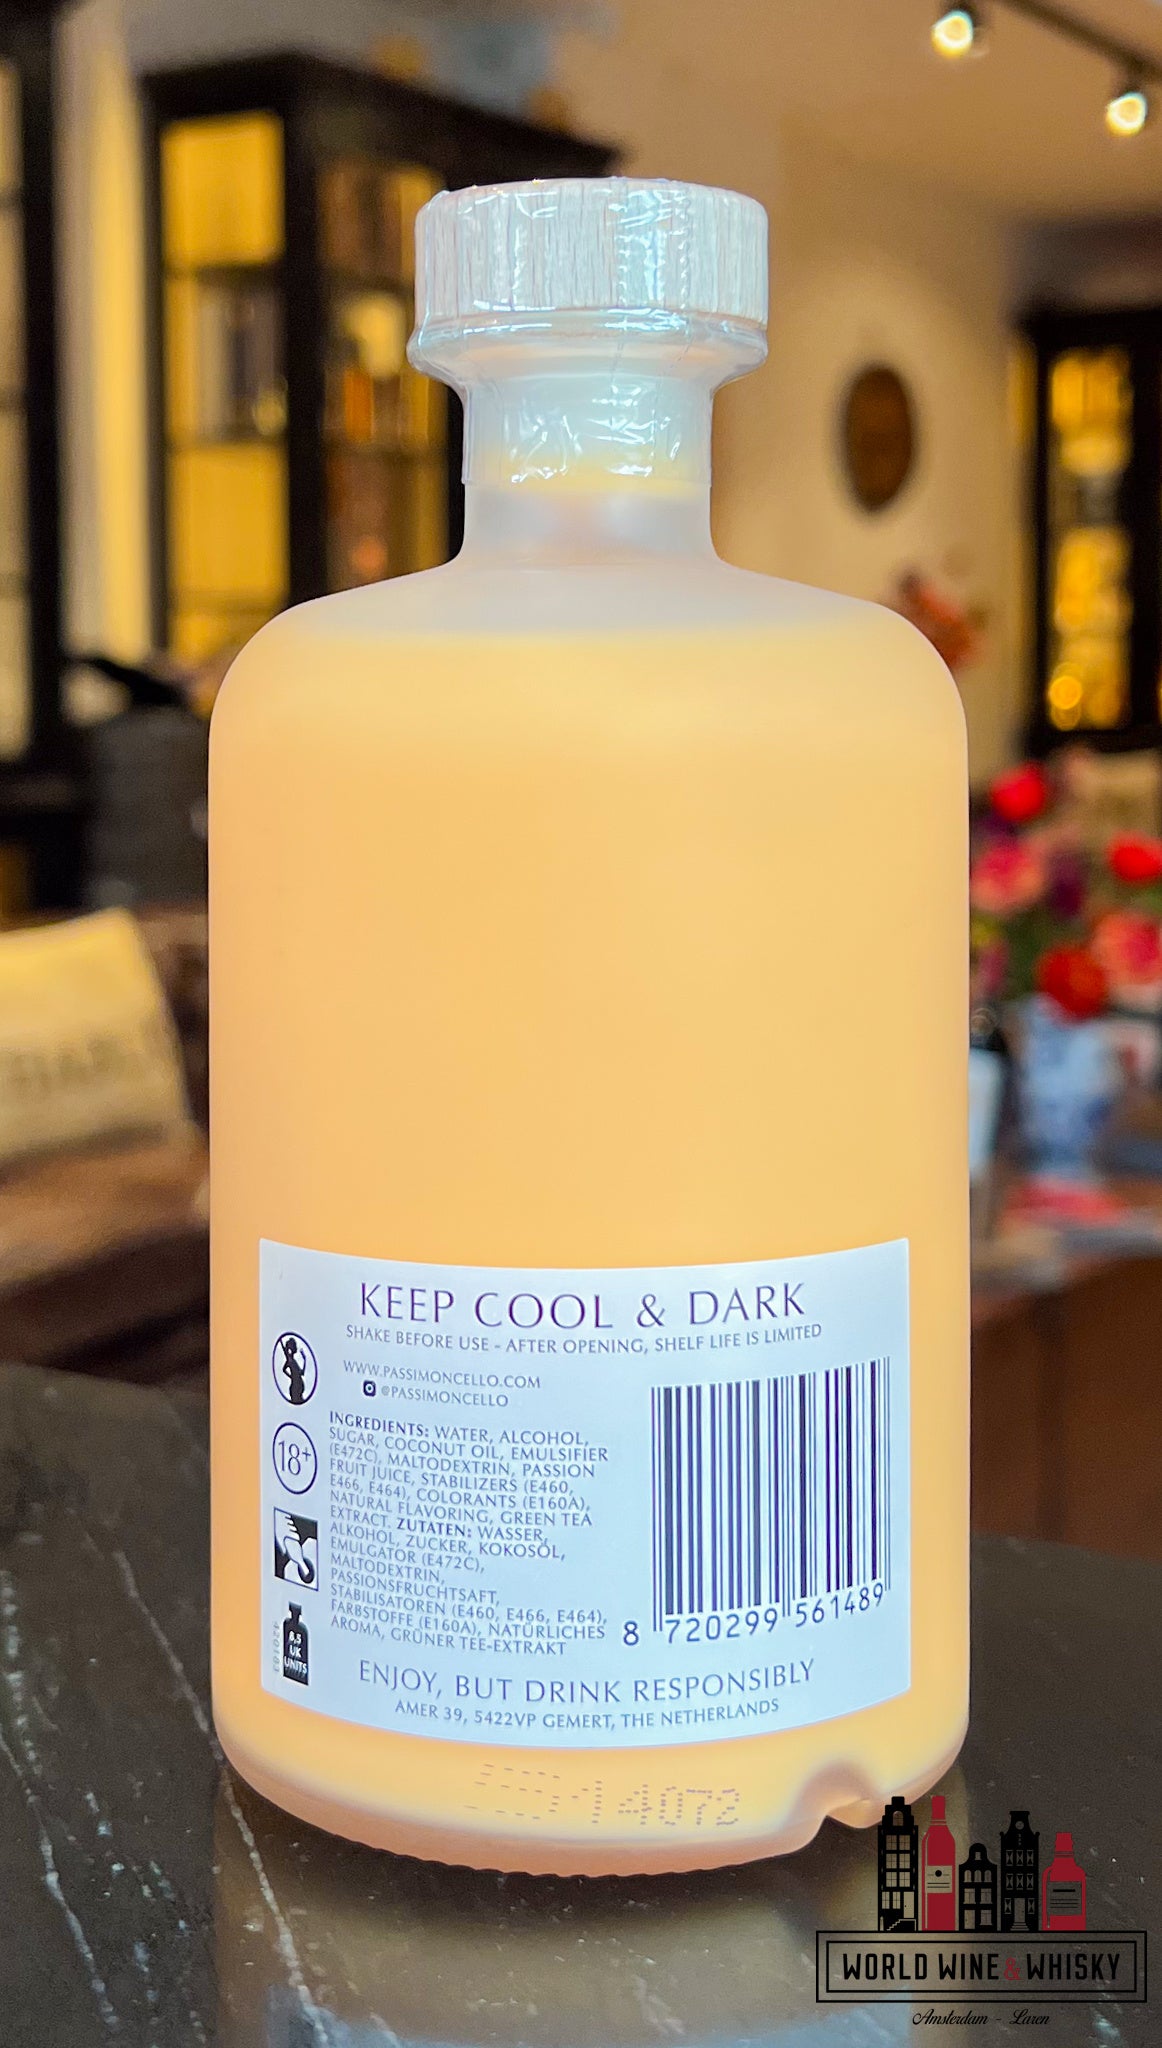 KEEP COOL & DARK
SHAKE BEFORE USE - AFTER OPENING, SHELF LIFE IS LIMITED
WWW.PASSIMONCELLO.COM
@PASSIMONCELLO
INGREDIENTS: WATER, ALCOHOL,
SUGAR, COCONUT OIL, EMULSIFIER
(E472C), MALTODEXTRIN, PASSION
FRUIT JUICE, STABILIZERS (E460,
E466, E464), COLORANTS (E160A),
NATURAL FLAVORING, GREEN TEA
EXTRACT. ZUTATEN: WASSER,
ALKOHOL, ZUCKER, KOKOSÖL,
EMULGATOR (E472C),
MALTODEXTRIN,
PASSIONSFRUCHTSAFT,
STABILISATOREN (E460, E466, E464),
FARBSTOFFE (E160A), NATÜRLICHES
AROMA, GRÜNER TEE-EXTRAKT
18+
8,5
UK
UNITS
8 720299 561489
ENJOY, BUT DRINK RESPONSIBLY
AMER 39, 5422VP GEMERT, THE NETHERLANDS
WORLD WINE & WHISKY
Amsterdam - Laren